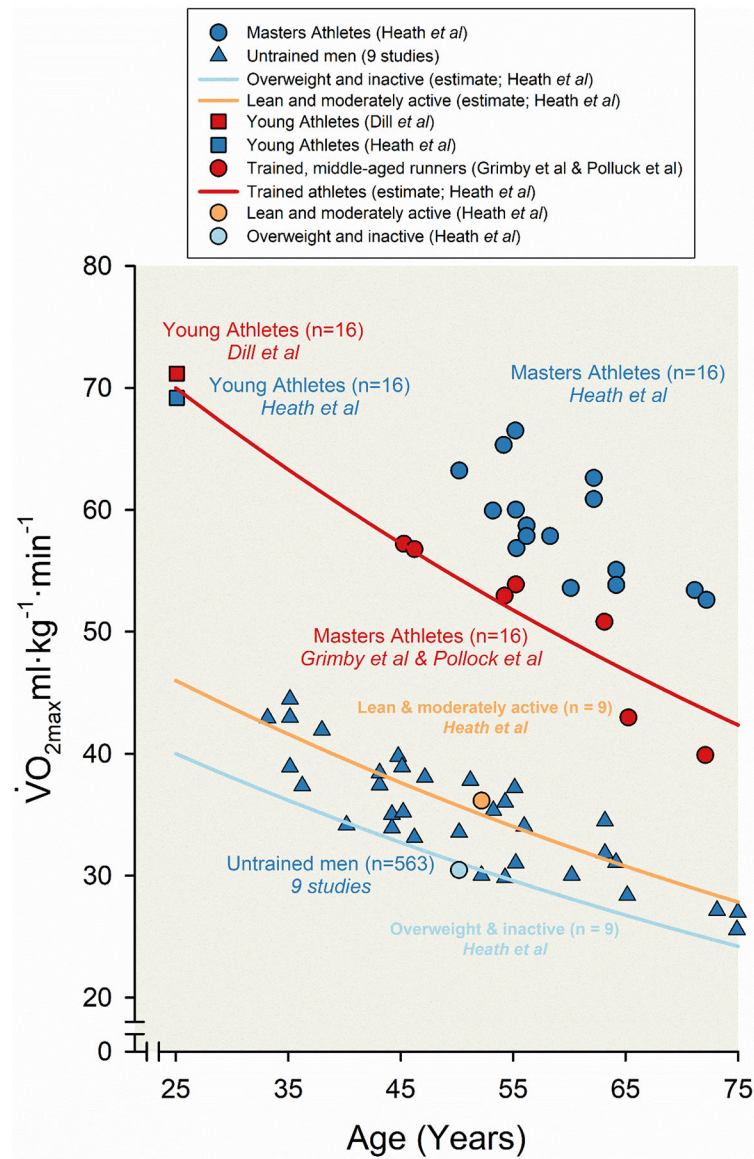 Masters Athletes (Heath et al)
Untrained men (9 studies)
Overweight and inactive (estimate; Heath et al)
Lean and moderately active (estimate; Heath et al)
Young Athletes (Dill et al)
Young Athletes (Heath et al)
Trained, middle-aged runners (Grimby et al & Polluck et al)
Trained athletes (estimate; Heath et al)
Lean and moderately active (Heath et al)
Overweight and inactive (Heath et al)
80
70
60
50
40
30
20
0
V̇O2maxml·kg⁻¹·min⁻¹
Young Athletes (n=16)
Dill et al
Young Athletes (n=16)
Heath et al
Masters Athletes (n=16)
Heath et al
Masters Athletes (n=16)
Grimby et al & Pollock et al
Lean & moderately active (n = 9)
Heath et al
Untrained men (n=563)
9 studies
Overweight & inactive (n = 9)
Heath et al
25 35 45 55 65 75
Age (Years)